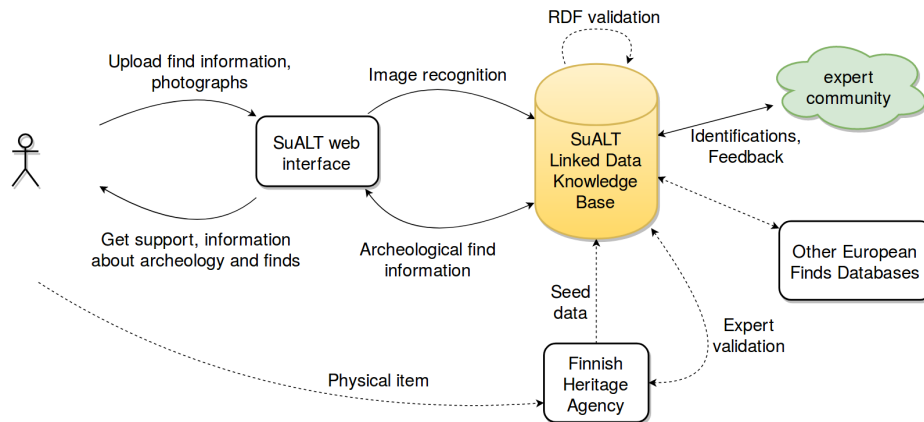 RDF validation
Upload find information,
photographs
Image recognition
expert
community
SuALT web
interface
SuALT
Linked Data
Knowledge
Base
Identifications,
Feedback
Get support, information
about archeology and finds
Archeological find
information
Other European
Finds Databases
Seed
data
Expert
validation
Physical item
Finnish
Heritage
Agency